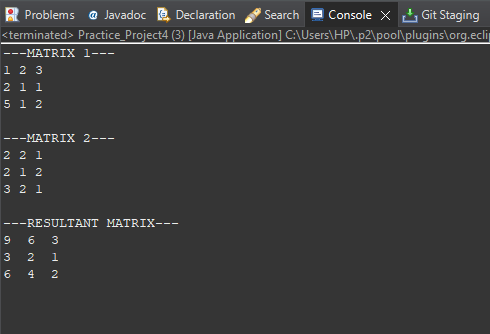 Problems @ Javadoc Declaration Search Console Git Staging
<terminated> Practice_Project4 (3) [Java Application] C:\Users\HP\.p2\pool\plugins\org.eclip
---MATRIX 1---
1 2 3
2 1 1
5 1 2
---MATRIX 2---
2 2 1
2 1 2
3 2 1
---RESULTANT MATRIX---
9 6 3
3 2 1
6 4 2